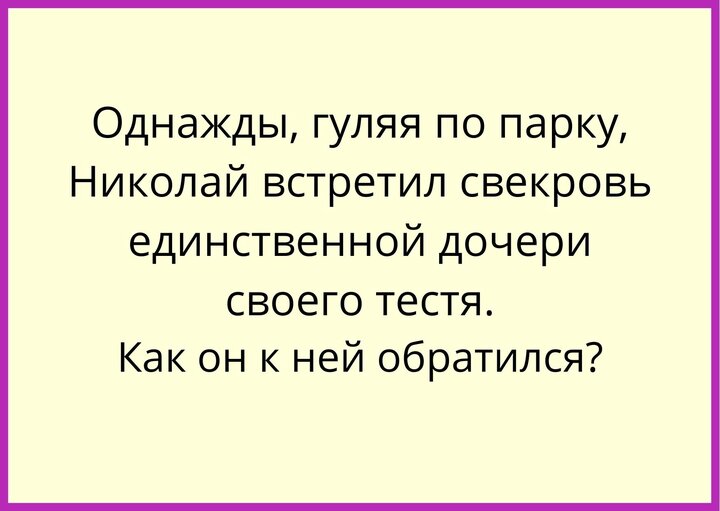 Однажды, гуляя по парку,
Николай встретил свекровь
единственной дочери
своего тестя.
Как он к ней обратился?